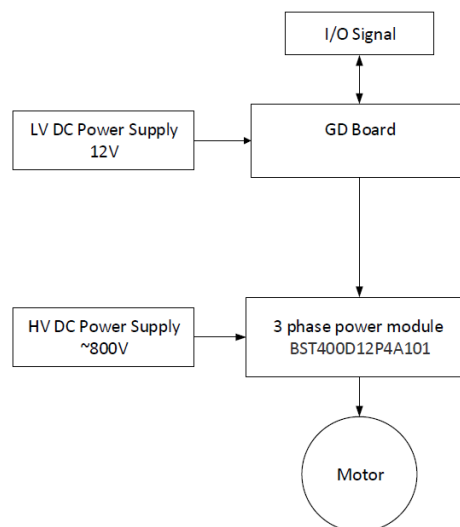 I/O Signal
LV DC Power Supply
12V
GD Board
HV DC Power Supply
~800V
3 phase power module
BST400D12P4A101
Motor